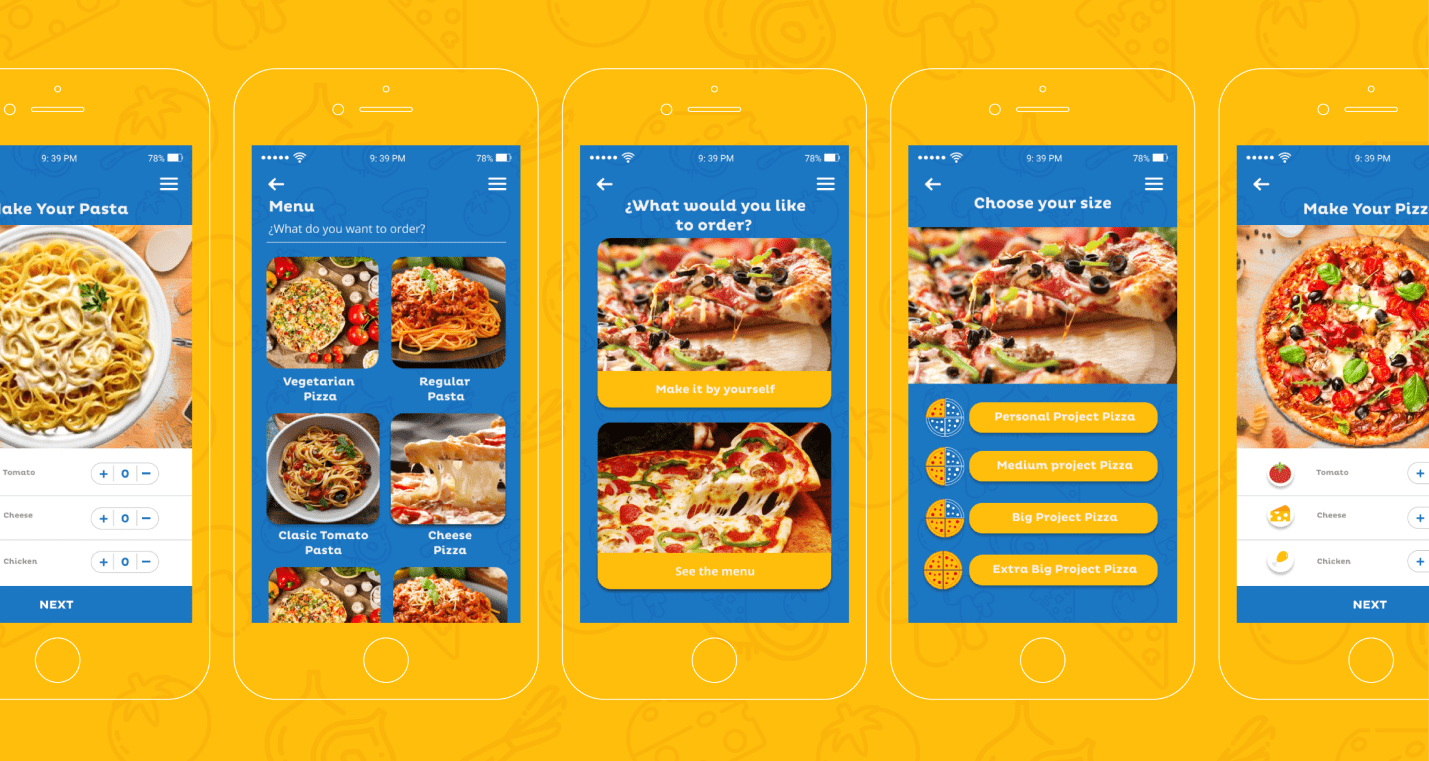 9: 39 PM
78%
ake Your Pasta
Tomato
+ 0 −
Cheese
+ 0 −
Chicken
+ 0 −
NEXT
9: 39 PM
78%
Menu
¿What do you want to order?
Vegetarian
Pizza
Regular
Pasta
Clasic Tomato
Pasta
Cheese
Pizza
9: 39 PM
78%
¿What would you like
to order?
Make it by yourself
See the menu
9: 39 PM
78%
Choose your size
Personal Project Pizza
Medium project Pizza
Big Project Pizza
Extra Big Project Pizza
9: 39 PM
Make Your Pizz
Tomato
+
Cheese
+
Chicken
+
NEXT